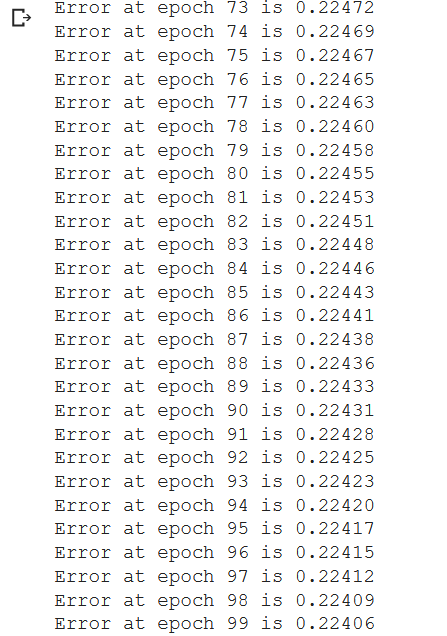 Error at epoch 73 is 0.22472
Error at epoch 74 is 0.22469
Error at epoch 75 is 0.22467
Error at epoch 76 is 0.22465
Error at epoch 77 is 0.22463
Error at epoch 78 is 0.22460
Error at epoch 79 is 0.22458
Error at epoch 80 is 0.22455
Error at epoch 81 is 0.22453
Error at epoch 82 is 0.22451
Error at epoch 83 is 0.22448
Error at epoch 84 is 0.22446
Error at epoch 85 is 0.22443
Error at epoch 86 is 0.22441
Error at epoch 87 is 0.22438
Error at epoch 88 is 0.22436
Error at epoch 89 is 0.22433
Error at epoch 90 is 0.22431
Error at epoch 91 is 0.22428
Error at epoch 92 is 0.22425
Error at epoch 93 is 0.22423
Error at epoch 94 is 0.22420
Error at epoch 95 is 0.22417
Error at epoch 96 is 0.22415
Error at epoch 97 is 0.22412
Error at epoch 98 is 0.22409
Error at epoch 99 is 0.22406